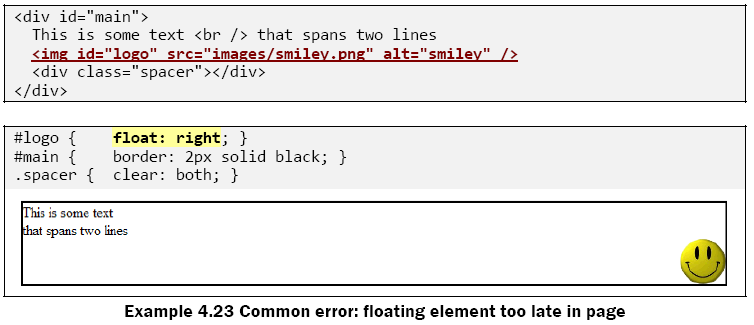 <div id="main">
This is some text <br /> that spans two lines
<img id="logo" src="images/smiley.png" alt="smiley" />
<div class="spacer"></div>
</div>
#logo { float: right; }
#main { border: 2px solid black; }
.spacer { clear: both; }
This is some text
that spans two lines
Example 4.23 Common error: floating element too late in page